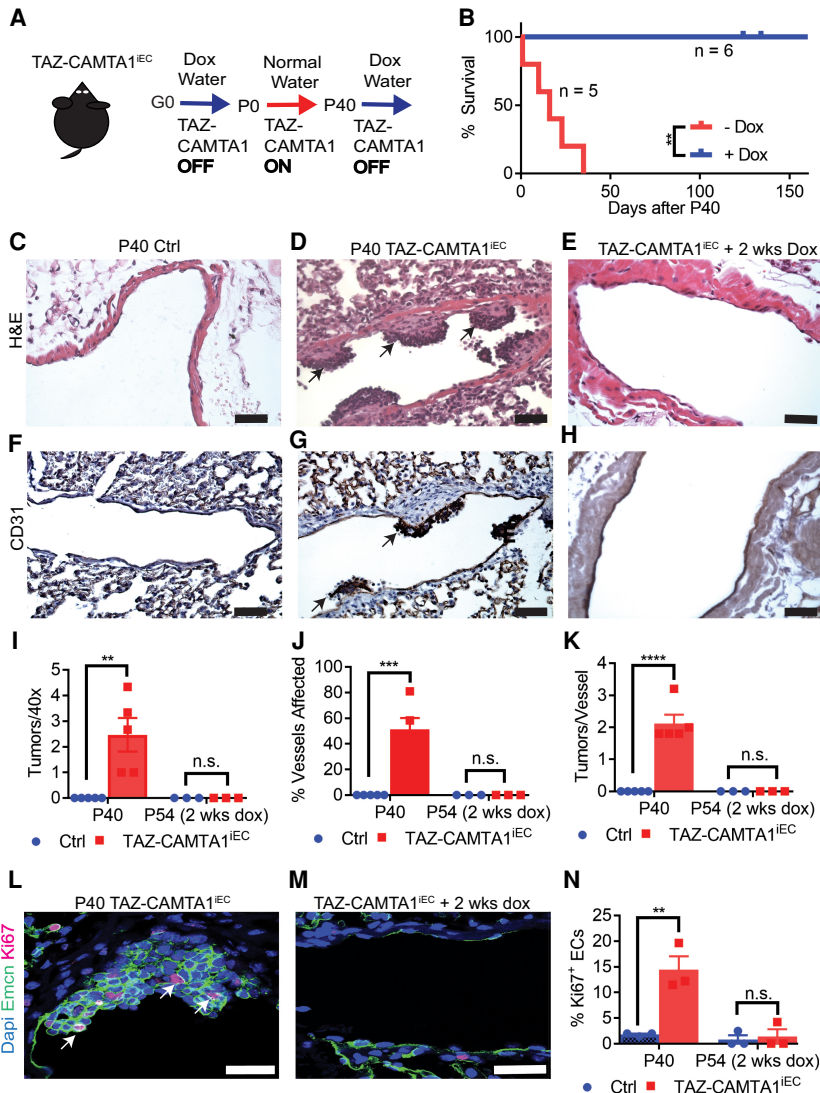 A
TAZ-CAMTA1iEC
Dox Water
Normal Water
Dox Water
G0
P0
P40
TAZ-CAMTA1 OFF
TAZ-CAMTA1 ON
TAZ-CAMTA1 OFF
B
% Survival
100
50
0
n = 6
n = 5
**
- Dox
+ Dox
0 50 100 150
Days after P40
C
P40 Ctrl
D
P40 TAZ-CAMTA1iEC
E
TAZ-CAMTA1iEC + 2 wks Dox
H&E
F
G
H
CD31
I
Tumors/40x
5
4
3
2
1
0
**
n.s.
P40 P54 (2 wks dox)
Ctrl TAZ-CAMTA1iEC
J
% Vessels Affected
100
80
60
40
20
0
***
n.s.
P40 P54 (2 wks dox)
Ctrl TAZ-CAMTA1iEC
K
Tumors/Vessel
4
3
2
1
0
****
n.s.
P40 P54 (2 wks dox)
Ctrl TAZ-CAMTA1iEC
L
P40 TAZ-CAMTA1iEC
M
TAZ-CAMTA1iEC + 2 wks dox
Dapi Emcn Ki67
N
% Ki67+ ECs
25
20
15
10
5
0
**
n.s.
P40 P54 (2 wks dox)
Ctrl TAZ-CAMTA1iEC